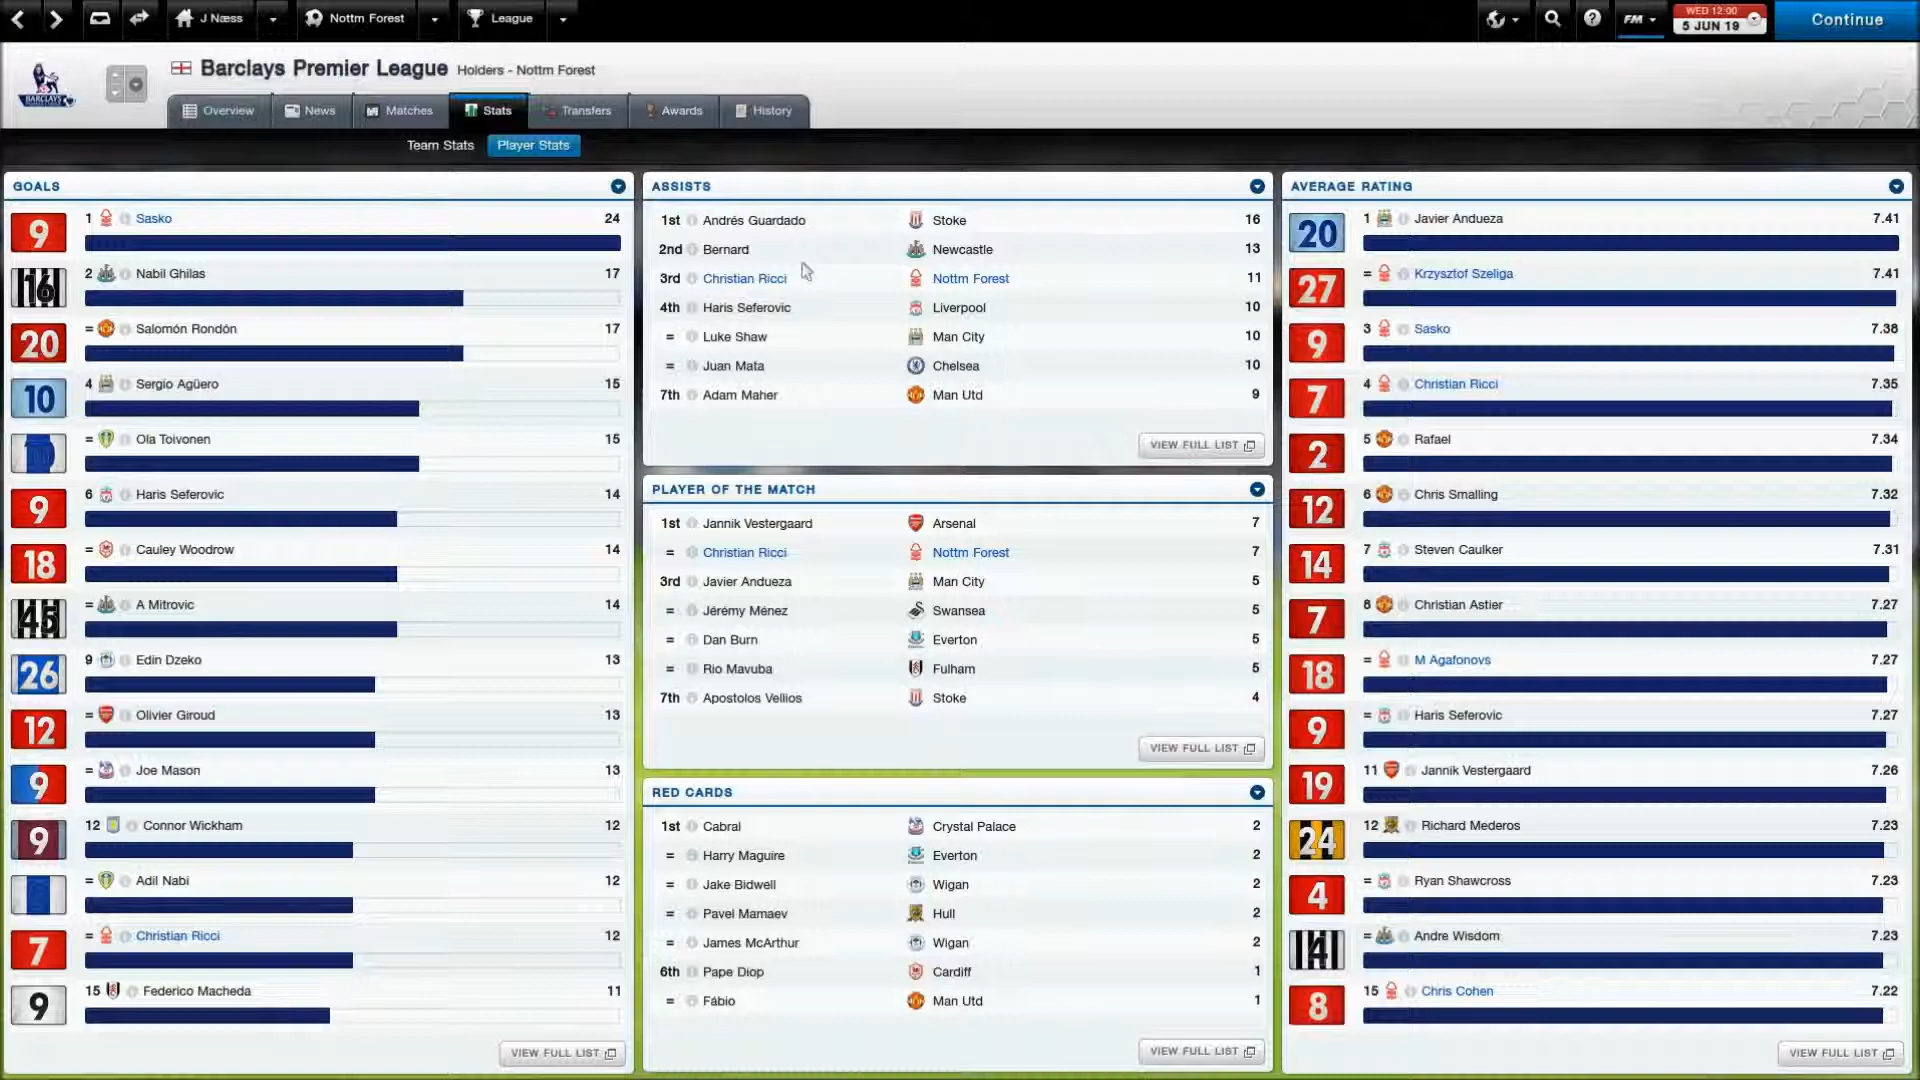 J Næss
Nottm Forest
League
FM
WED 12:00
5 JUN 19
Continue
BARCLAYS
Barclays Premier League Holders - Nottm Forest
Overview News Matches Stats Transfers Awards History
Team Stats Player Stats
GOALS
9 1 Sasko 24
16 2 Nabil Ghilas 17
20 = Salomón Rondón 17
10 4 Sergio Agüero 15
= Ola Toivonen 15
9 6 Haris Seferovic 14
18 = Cauley Woodrow 14
45 = A Mitrovic 14
26 9 Edin Dzeko 13
12 = Olivier Giroud 13
9 = Joe Mason 13
9 12 Connor Wickham 12
= Adil Nabi 12
7 = Christian Ricci 12
9 15 Federico Macheda 11
VIEW FULL LIST
ASSISTS
1st Andrés Guardado Stoke 16
2nd Bernard Newcastle 13
3rd Christian Ricci Nottm Forest 11
4th Haris Seferovic Liverpool 10
= Luke Shaw Man City 10
= Juan Mata Chelsea 10
7th Adam Maher Man Utd 9
VIEW FULL LIST
PLAYER OF THE MATCH
1st Jannik Vestergaard Arsenal 7
= Christian Ricci Nottm Forest 7
3rd Javier Andueza Man City 5
= Jérémy Ménez Swansea 5
= Dan Burn Everton 5
= Rio Mavuba Fulham 5
7th Apostolos Vellios Stoke 4
VIEW FULL LIST
RED CARDS
1st Cabral Crystal Palace 2
= Harry Maguire Everton 2
= Jake Bidwell Wigan 2
= Pavel Mamaev Hull 2
= James McArthur Wigan 2
6th Pape Diop Cardiff 1
= Fábio Man Utd 1
VIEW FULL LIST
AVERAGE RATING
20 1 Javier Andueza 7.41
27 = Krzysztof Szeliga 7.41
9 3 Sasko 7.38
7 4 Christian Ricci 7.35
2 5 Rafael 7.34
12 6 Chris Smalling 7.32
14 7 Steven Caulker 7.31
7 8 Christian Astier 7.27
18 = M Agafonovs 7.27
9 = Haris Seferovic 7.27
19 11 Jannik Vestergaard 7.26
24 12 Richard Mederos 7.23
4 = Ryan Shawcross 7.23
14 = Andre Wisdom 7.23
8 15 Chris Cohen 7.22
VIEW FULL LIST